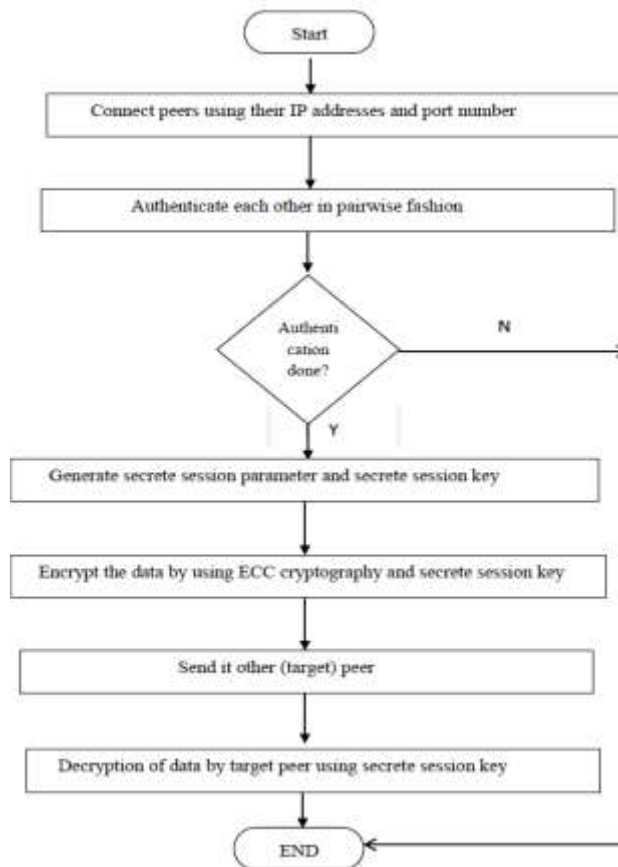 Start
Connect peers using their IP addresses and port number
Authenticate each other in pairwise fashion
Authenti
cation
done?
N
Y
Generate secrete session parameter and secrete session key
Encrypt the data by using ECC cryptography and secrete session key
Send it other (target) peer
Decryption of data by target peer using secrete session key
END